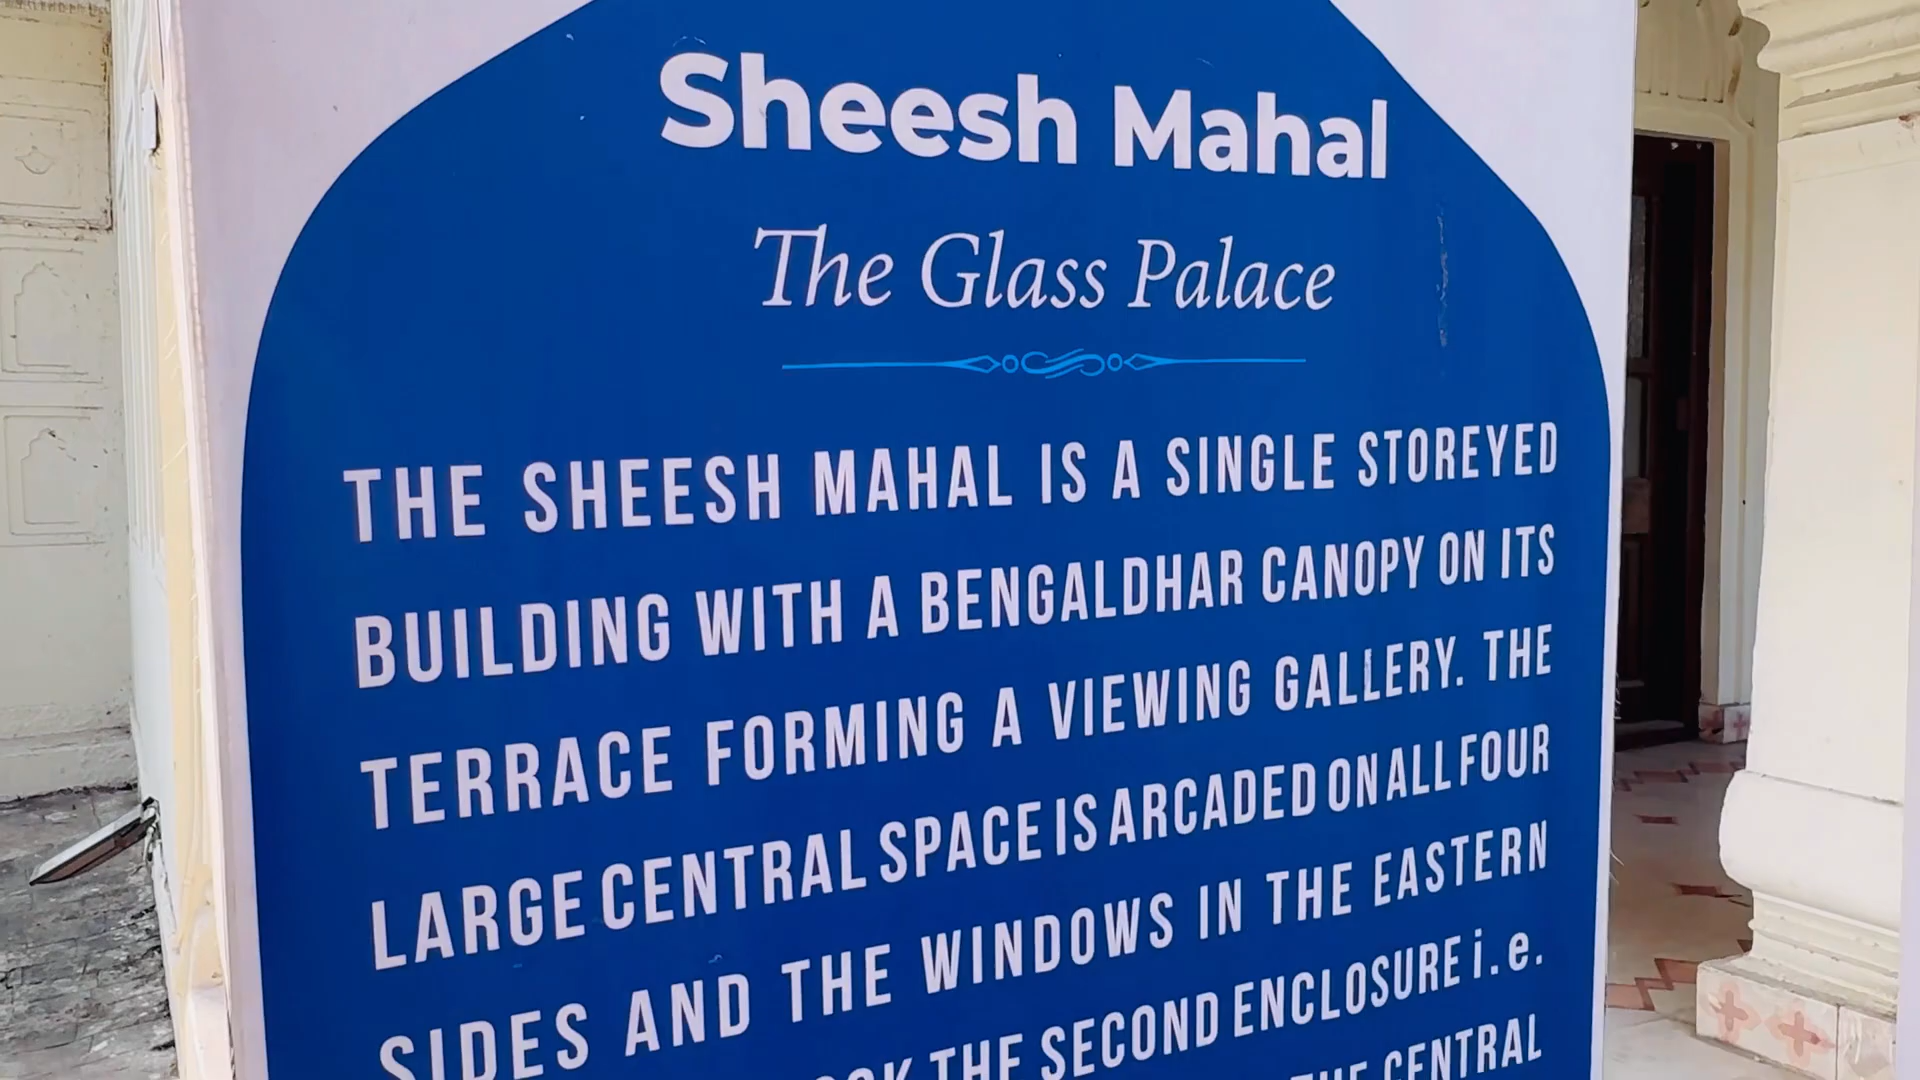 Sheesh Mahal
The Glass Palace
THE SHEESH MAHAL IS A SINGLE STOREYED
BUILDING WITH A BENGALDHAR CANOPY ON ITS
TERRACE FORMING A VIEWING GALLERY. THE
LARGE CENTRAL SPACE IS ARCADED ON ALL FOUR
SIDES AND THE WINDOWS IN THE EASTERN
THE SECOND ENCLOSURE i.e.
THE CENTRAL